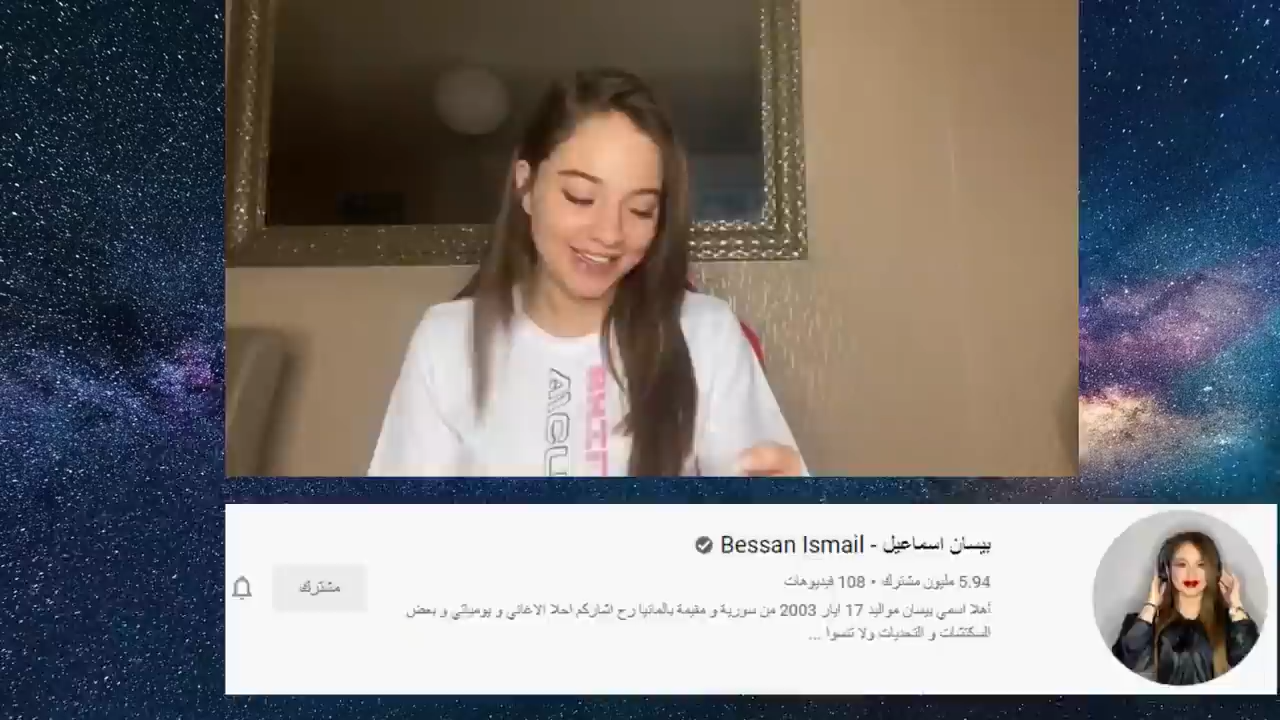 بيسان اسماعيل - Bessan Ismail
5.94 مليون مشترك • 108 فيديوهات
أهلا اسمي بيسان مواليد 17 ايار 2003 من سورية و مقيمة بالمانيا رح اشاركم احلا الاغاني و يومياتي و بعض
السكتشات و التحديات ولا تنسوا ...
مشترك